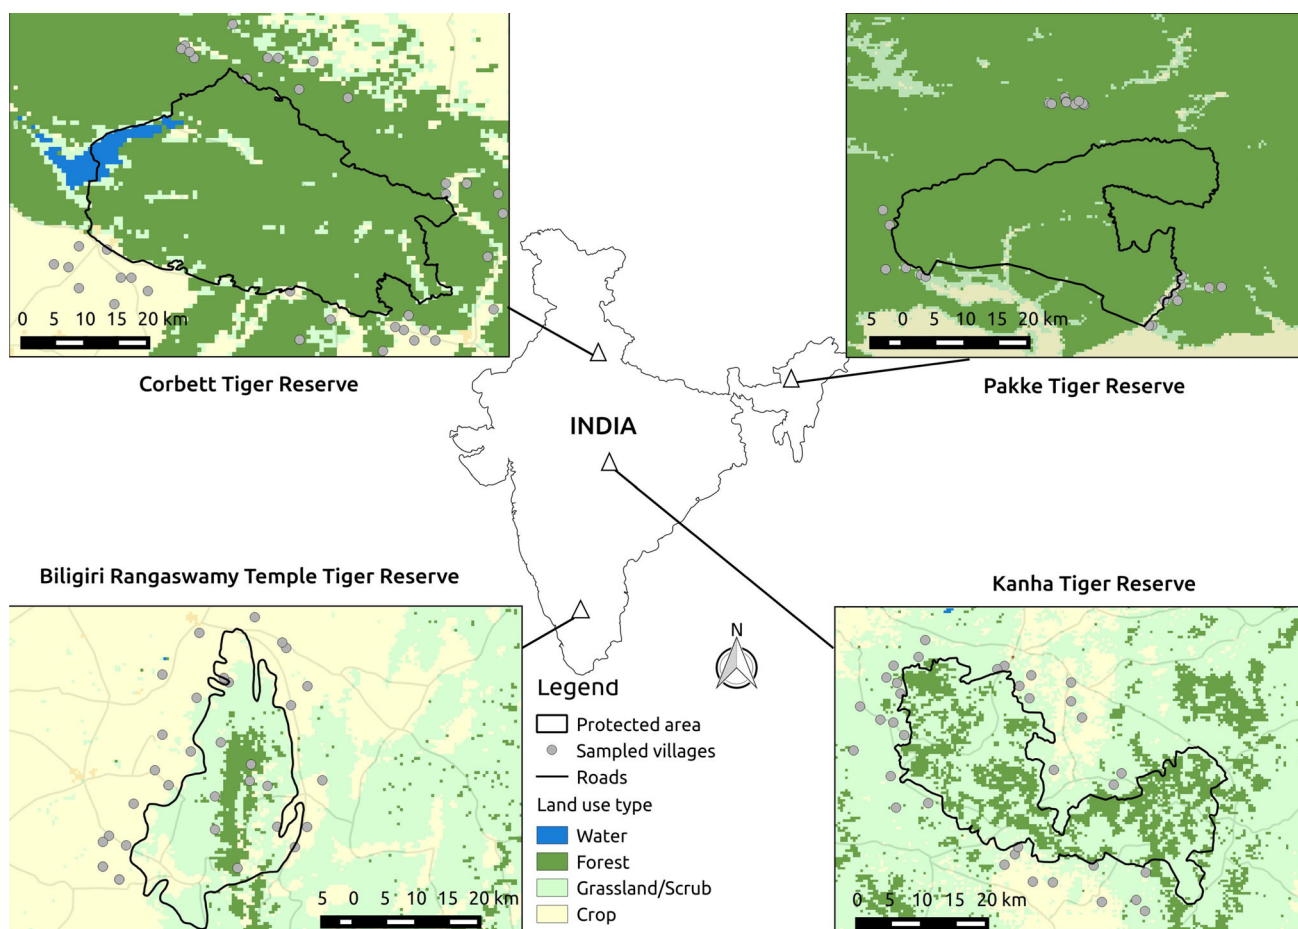 0 5 10 15 20 km
Corbett Tiger Reserve
5 0 5 10 15 20 km
Pakke Tiger Reserve
INDIA
Biligiri Rangaswamy Temple Tiger Reserve
Kanha Tiger Reserve
N
5 0 5 10 15 20 km
Legend
Protected area
Sampled villages
Roads
Land use type
Water
Forest
Grassland/Scrub
Crop
0 5 10 15 20 km